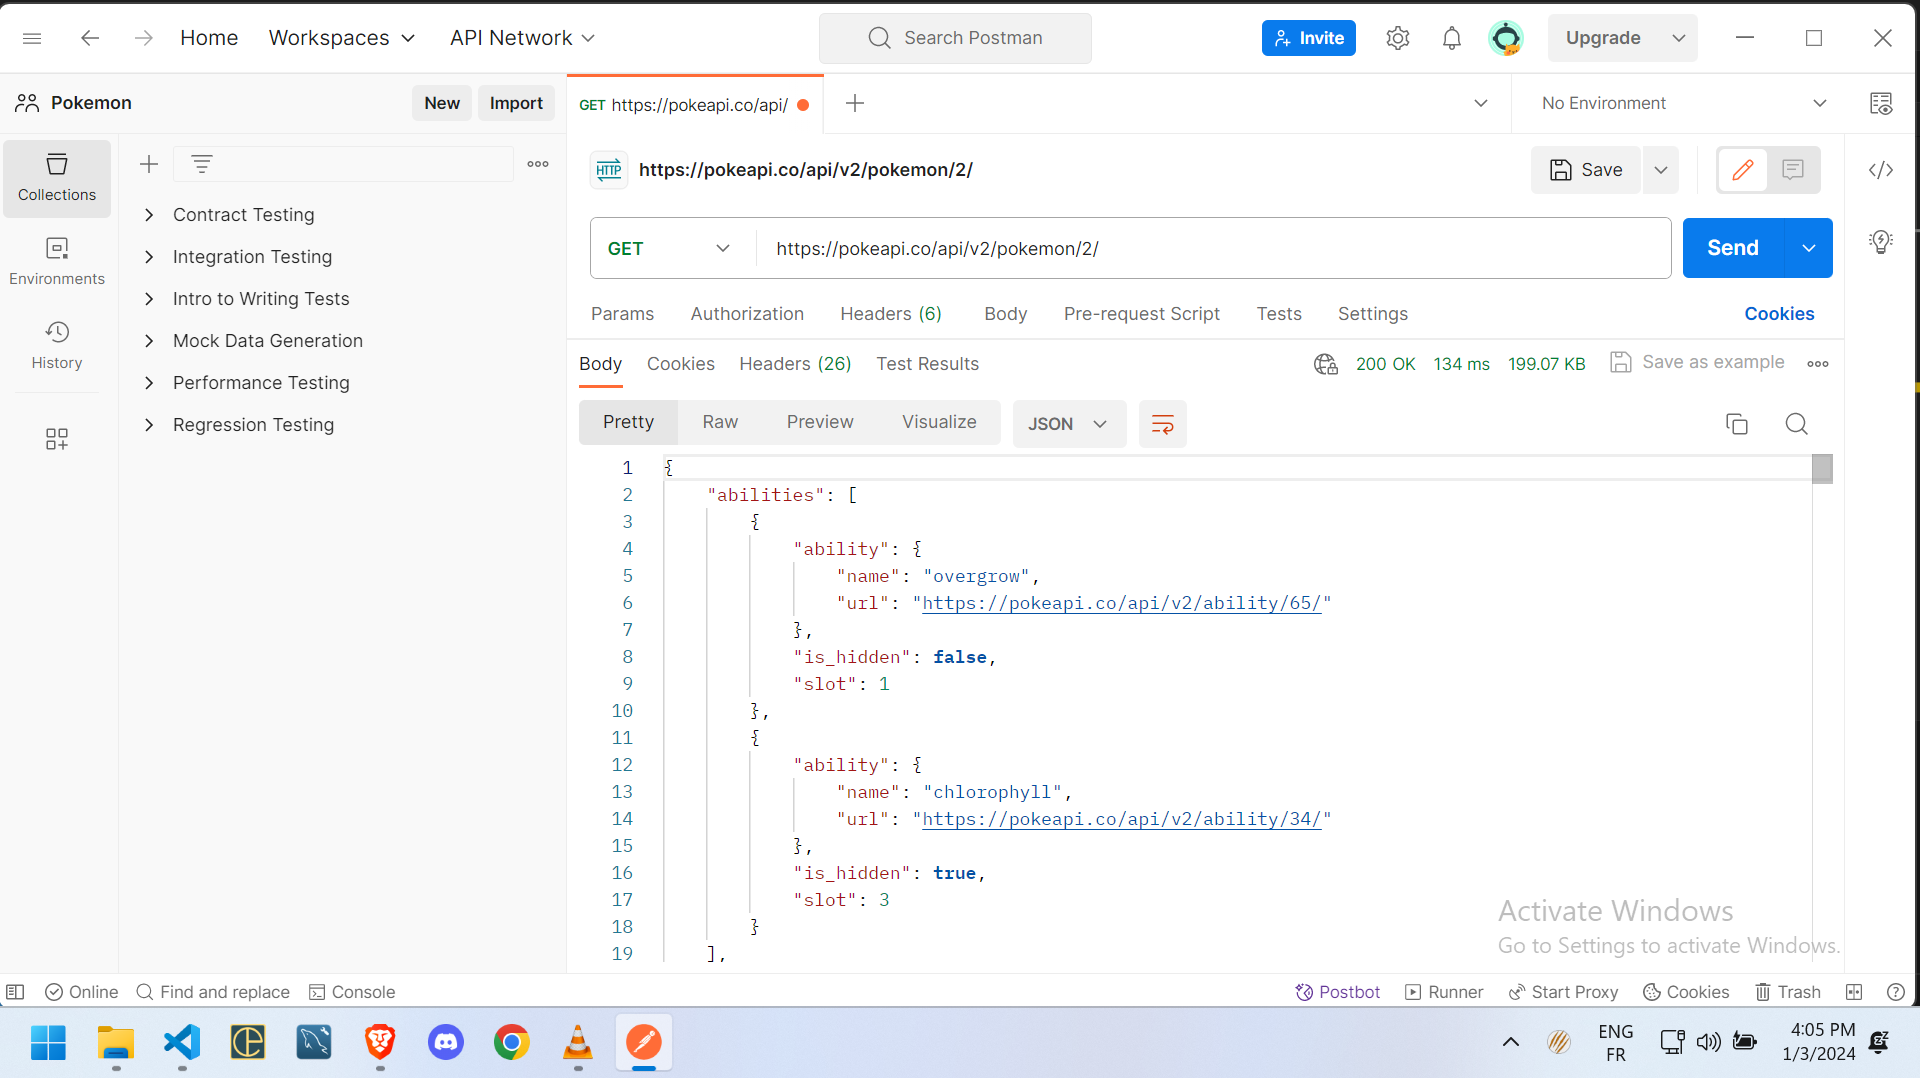 Home
Workspaces
API Network
Search Postman
Invite
Upgrade
Pokemon
New
Import
GET https://pokeapi.co/api/
No Environment
Collections
Environments
History
Contract Testing
Integration Testing
Intro to Writing Tests
Mock Data Generation
Performance Testing
Regression Testing
HTTP
https://pokeapi.co/api/v2/pokemon/2/
Save
GET
https://pokeapi.co/api/v2/pokemon/2/
Send
Params
Authorization
Headers (6)
Body
Pre-request Script
Tests
Settings
Cookies
Body
Cookies
Headers (26)
Test Results
200 OK
134 ms
199.07 KB
Save as example
Pretty
Raw
Preview
Visualize
JSON
1 {
2 "abilities": [
3 {
4 "ability": {
5 "name": "overgrow",
6 "url": "https://pokeapi.co/api/v2/ability/65/"
7 },
8 "is_hidden": false,
9 "slot": 1
10 },
11 {
12 "ability": {
13 "name": "chlorophyll",
14 "url": "https://pokeapi.co/api/v2/ability/34/"
15 },
16 "is_hidden": true,
17 "slot": 3
18 }
19 ],
Activate Windows
Go to Settings to activate Windows.
Online
Find and replace
Console
Postbot
Runner
Start Proxy
Cookies
Trash
ENG
FR
4:05 PM
1/3/2024